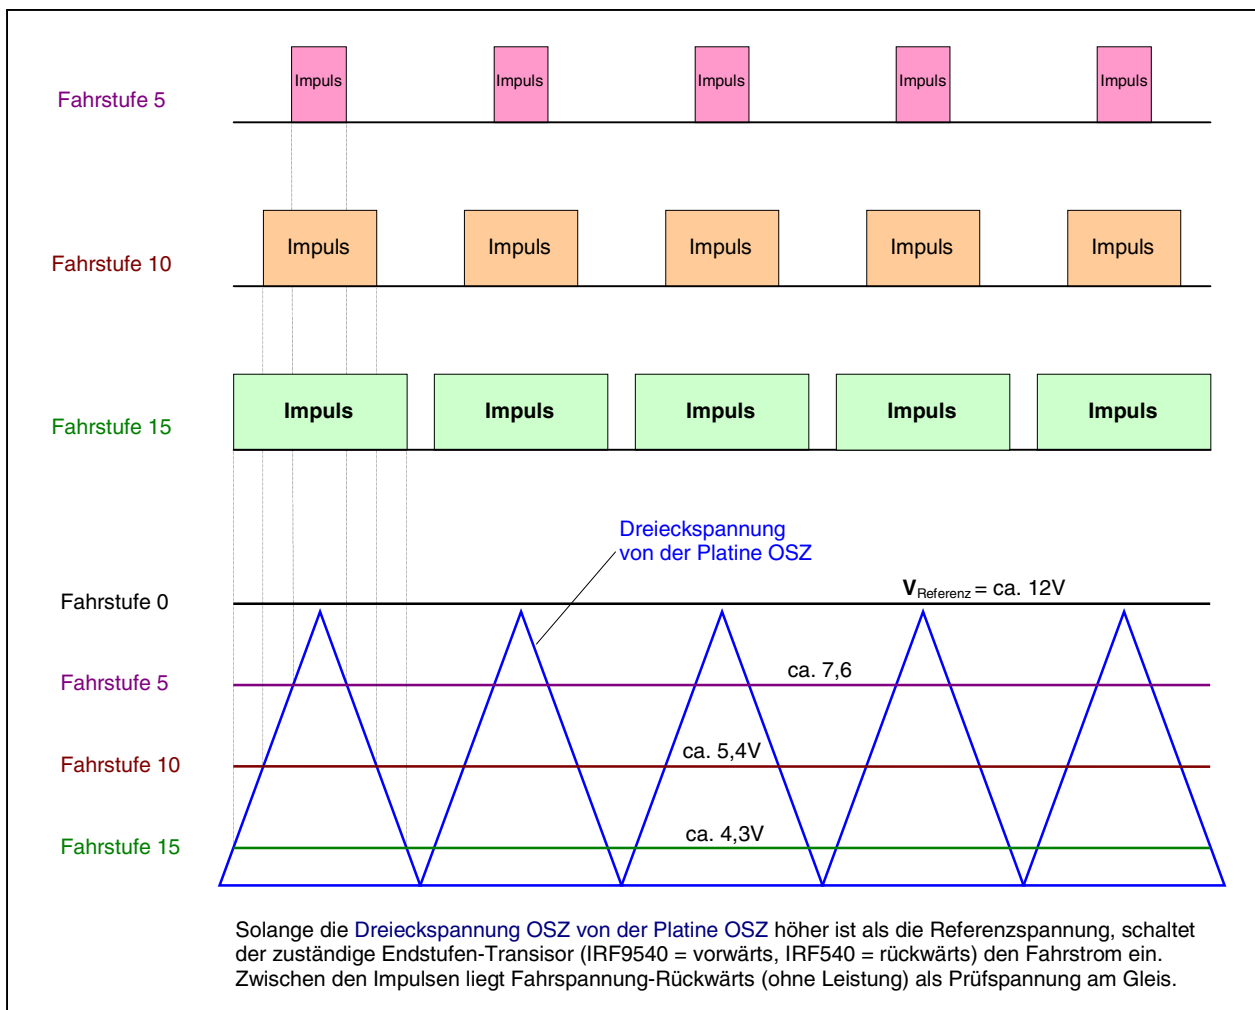 Fahrstufe 5
Impuls Impuls Impuls Impuls Impuls
Fahrstufe 10
Impuls Impuls Impuls Impuls Impuls
Fahrstufe 15
Impuls Impuls Impuls Impuls Impuls
Dreieckspannung
von der Platine OSZ
Fahrstufe 0
VReferenz = ca. 12V
Fahrstufe 5
ca. 7,6
Fahrstufe 10
ca. 5,4V
Fahrstufe 15
ca. 4,3V
Solange die Dreieckspannung OSZ von der Platine OSZ höher ist als die Referenzspannung, schaltet
der zuständige Endstufen-Transisor (IRF9540 = vorwärts, IRF540 = rückwärts) den Fahrstrom ein.
Zwischen den Impulsen liegt Fahrspannung-Rückwärts (ohne Leistung) als Prüfspannung am Gleis.